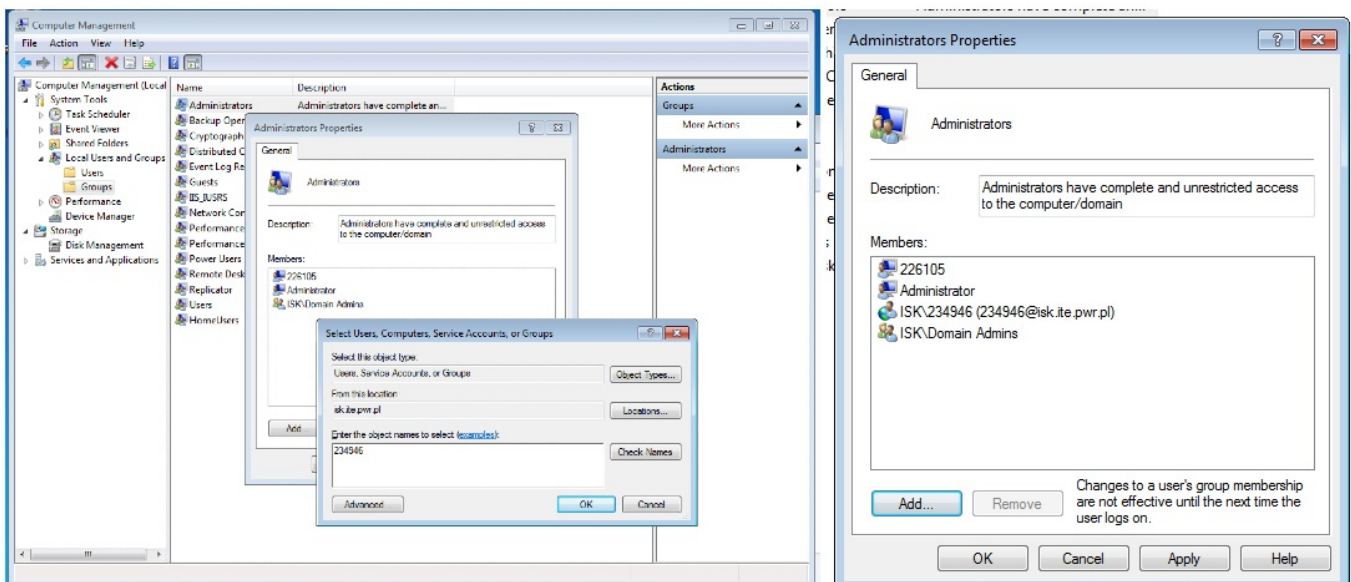 Computer Management
File Action View Help
Computer Management (Local
System Tools
Task Scheduler
Event Viewer
Shared Folders
Local Users and Groups
Users
Groups
Performance
Device Manager
Storage
Disk Management
Services and Applications
Name Description
Administrators Administrators have complete an...
Backup Oper
Cryptograph
Distributed C
Event Log Re
Guests
IIS_IUSRS
Network Con
Performance
Performance
Power Users
Remote Desk
Replicator
Users
HomeUsers
Actions
Groups
More Actions
Administrators
More Actions
Administrators Properties
General
Administrators
Description: Administrators have complete and unrestricted access
to the computer/domain
Members:
226105
Administrator
ISK\Domain Admins
Add...
Select Users, Computers, Service Accounts, or Groups
Select this object type:
Users, Service Accounts, or Groups
Object Types...
From this location:
isk.ite.pwr.pl
Locations...
Enter the object names to select (examples):
234946
Check Names
Advanced... OK Cancel
Administrators Properties
General
Administrators
Description: Administrators have complete and unrestricted access
to the computer/domain
Members:
226105
Administrator
ISK\234946 (234946@isk.ite.pwr.pl)
ISK\Domain Admins
Add... Remove
Changes to a user's group membership
are not effective until the next time the
user logs on.
OK Cancel Apply Help